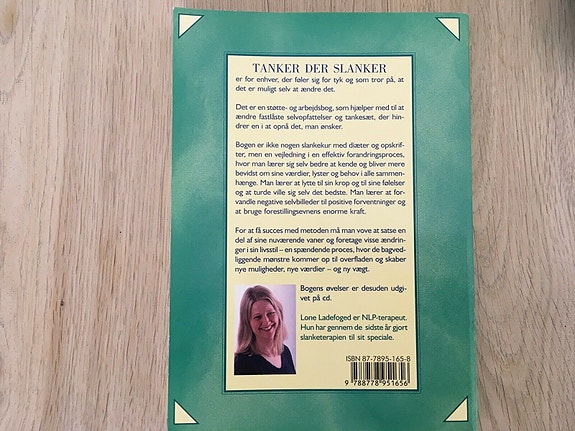 TANKER DER SLANKER
er for enhver, der føler sig for tyk og som tror på, at
det er muligt selv at ændre det.
Det er en støtte- og arbejdsbog, som hjælper med til at
ændre fastlåste selvopfattelser og tankesæt, der hin-
drer en i at opnå det, man ønsker.
Bogen er ikke nogen slankekur med diæter og opskrif-
ter, men en vejledning i en effektiv forandringsproces,
hvor man lærer sig selv bedre at kende og bliver mere
bevidst om sine værdier, lyster og behov i alle sammen-
hænge. Man lærer at lytte til sin krop og til sine følelser
og at turde ville sig selv det bedste. Man lærer at for-
vandle negative selvbilleder til positive forventninger og
at bruge forestillingsevnens enorme kraft.
For at få succes med metoden må man vove at satse en
del af sine nuværende vaner og foretage visse ændrin-
ger i sin livsstil – en spændende proces, hvor de bagved-
liggende mønstre kommer op til overfladen og skaber
nye muligheder, nye værdier – og ny vægt.
Bogens øvelser er desuden udgi-
vet på cd.
Lone Ladefoged er NLP-terapeut.
Hun har gennem de sidste år gjort
slanketerapien til sit speciale.
ISBN 87-7895-165-8
9 788778 951656